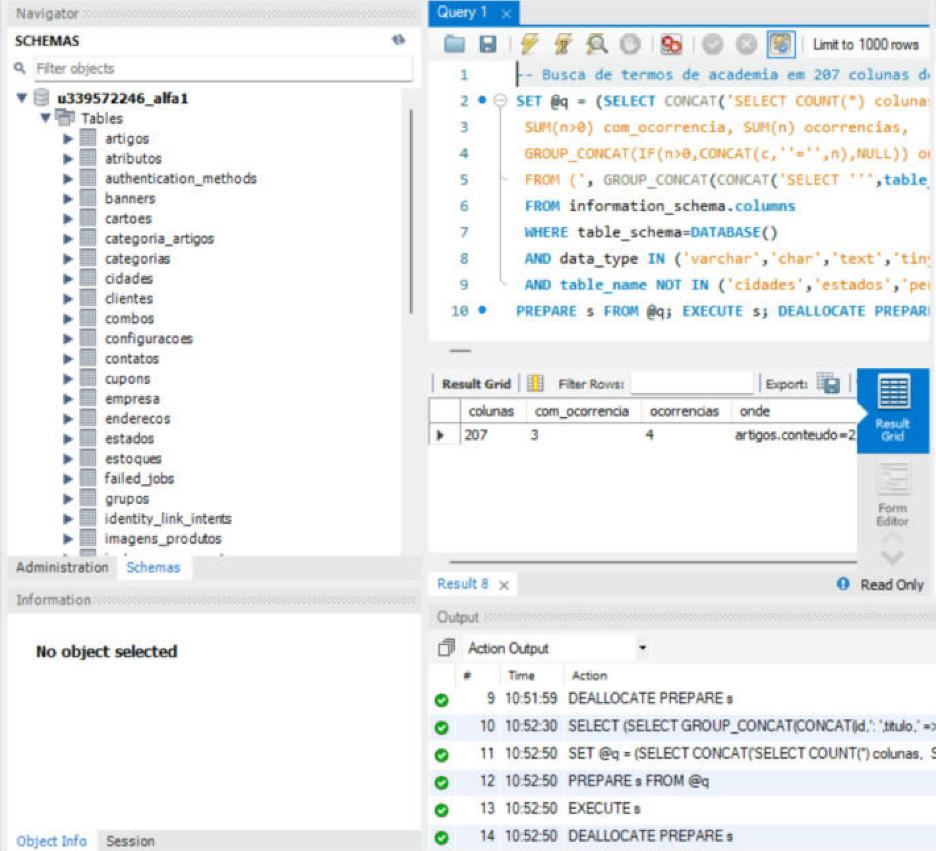 Navigator
SCHEMAS
Filter objects
u339572246_alfa1
Tables
artigos
atributos
authentication_methods
banners
cartoes
categoria_artigos
categorias
cidades
clientes
combos
configuracoes
contatos
cupons
empresa
enderecos
estados
estoques
failed_jobs
grupos
identity_link_intents
imagens_produtos
Administration Schemas
Information
No object selected
Object Info Session
Query 1
Limit to 1000 rows
1 -- Busca de termos de academia em 207 colunas d
2 SET @q = (SELECT CONCAT('SELECT COUNT(*) coluna
3 SUM(n>0) com_ocorrencia, SUM(n) ocorrencias,
4 GROUP_CONCAT(IF(n>0,CONCAT(c,''='',n),NULL)) o
5 FROM (', GROUP_CONCAT(CONCAT('SELECT ''',table_
6 FROM information_schema.columns
7 WHERE table_schema=DATABASE()
8 AND data_type IN ('varchar','char','text','tin
9 AND table_name NOT IN ('cidades','estados','pe
10 PREPARE s FROM @q; EXECUTE s; DEALLOCATE PREPAR
Result Grid Filter Rows: Export:
colunas com_ocorrencia ocorrencias onde
207 3 4 artigos.conteudo=2
Result
Grid
Form
Editor
Result 8 Read Only
Output
Action Output
# Time Action
9 10:51:59 DEALLOCATE PREPARE s
10 10:52:30 SELECT (SELECT GROUP_CONCAT(CONCAT(id,': ',titulo,' =>
11 10:52:50 SET @q = (SELECT CONCAT('SELECT COUNT(*) colunas, S
12 10:52:50 PREPARE s FROM @q
13 10:52:50 EXECUTE s
14 10:52:50 DEALLOCATE PREPARE s